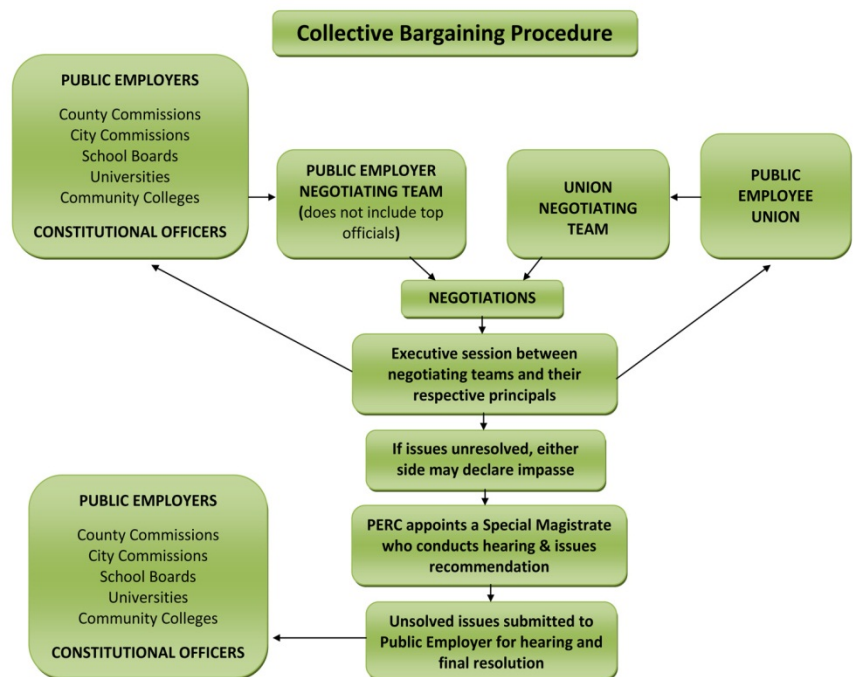 Collective Bargaining Procedure
PUBLIC EMPLOYERS
County Commissions
City Commissions
School Boards
Universities
Community Colleges
CONSTITUTIONAL OFFICERS
PUBLIC EMPLOYER
NEGOTIATING TEAM
(does not include top
officials)
UNION
NEGOTIATING
TEAM
PUBLIC
EMPLOYEE
UNION
NEGOTIATIONS
Executive session between
negotiating teams and their
respective principals
If issues unresolved, either
side may declare impasse
PERC appoints a Special Magistrate
who conducts hearing & issues
recommendation
Unsolved issues submitted to
Public Employer for hearing and
final resolution
PUBLIC EMPLOYERS
County Commissions
City Commissions
School Boards
Universities
Community Colleges
CONSTITUTIONAL OFFICERS